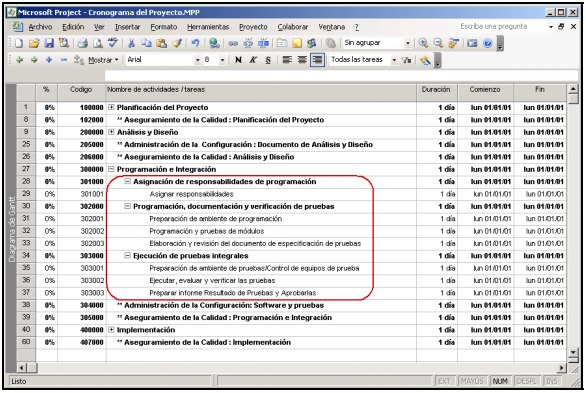 Microsoft Project - Cronograma del Proyecto.MPP
Archivo Edición Ver Insertar Formato Herramientas Proyecto Colaborar Ventana ? Escriba una pregunta
Sin agrupar
Mostrar Arial 8 N K S Todas las tareas
% Codigo Nombre de actividades /tareas Duración Comienzo Fin
1 0% 100000 Planificación del Proyecto 1 día lun 01/01/01 lun 01/01/01
8 0% 102000 ** Aseguramiento de la Calidad : Planificación del Proyecto 1 día lun 01/01/01 lun 01/01/01
9 0% 200000 Análisis y Diseño 1 día lun 01/01/01 lun 01/01/01
25 0% 205000 ** Administración de la Configuración : Documento de Análisis y Diseño 1 día lun 01/01/01 lun 01/01/01
26 0% 206000 ** Aseguramiento de la Calidad : Análisis y Diseño 1 día lun 01/01/01 lun 01/01/01
27 0% 300000 Programación e Integración 1 día lun 01/01/01 lun 01/01/01
28 0% 301000 Asignación de responsabilidades de programación 1 día lun 01/01/01 lun 01/01/01
29 0% 301001 Asignar responsabilidades 1 día lun 01/01/01 lun 01/01/01
30 0% 302000 Programación, documentación y verificación de pruebas 1 día lun 01/01/01 lun 01/01/01
31 0% 302001 Preparación de ambiente de programación 1 día lun 01/01/01 lun 01/01/01
32 0% 302002 Programación y pruebas de módulos 1 día lun 01/01/01 lun 01/01/01
33 0% 302003 Elaboración y revisión del documento de especificación de pruebas 1 día lun 01/01/01 lun 01/01/01
34 0% 303000 Ejecución de pruebas integrales 1 día lun 01/01/01 lun 01/01/01
35 0% 303001 Preparación de ambiente de pruebas/Control de equipos de prueba 1 día lun 01/01/01 lun 01/01/01
36 0% 303002 Ejecutar, evaluar y verificar las pruebas 1 día lun 01/01/01 lun 01/01/01
37 0% 303003 Preparar informe Resultado de Pruebas y Aprobarlas 1 día lun 01/01/01 lun 01/01/01
38 0% 304000 ** Administración de la Configuración: Software y pruebas 1 día lun 01/01/01 lun 01/01/01
39 0% 305000 ** Aseguramiento de la Calidad : Programación e Integración 1 día lun 01/01/01 lun 01/01/01
40 0% 400000 Implementación 1 día lun 01/01/01 lun 01/01/01
60 0% 407000 ** Aseguramiento de la Calidad : Implementación 1 día lun 01/01/01 lun 01/01/01
Diagrama de Gantt
Listo EXT MAYÚS NUM DESPL INS